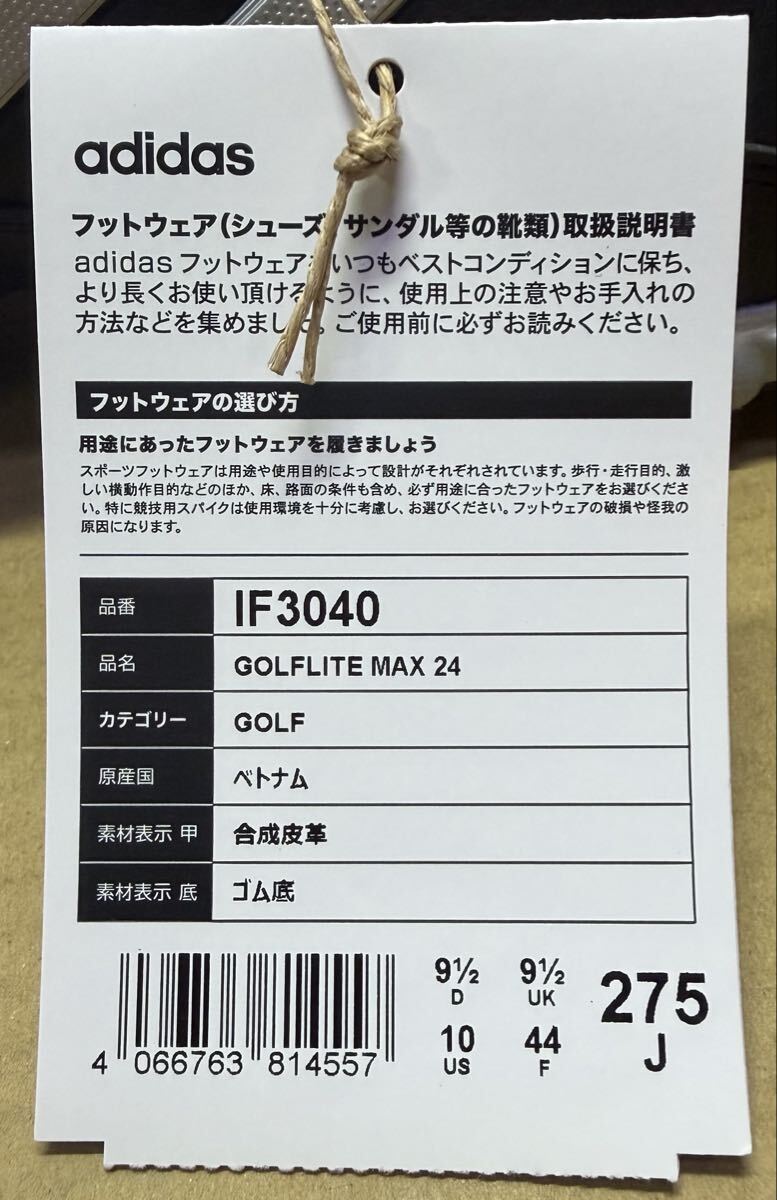 adidas
フットウェア(シューズ、サンダル等の靴類)取扱説明書
adidas フットウェアをいつもベストコンディションに保ち、
より長くお使い頂けるように、使用上の注意やお手入れの
方法などを集めました。ご使用前に必ずお読みください。
フットウェアの選び方
用途にあったフットウェアを履きましょう
スポーツフットウェアは用途や使用目的によって設計がそれぞれされています。歩行・走行目的、激
しい横動作目的などのほか、床、路面の条件も含め、必ず用途に合ったフットウェアをお選びくださ
い。特に競技用スパイクは使用環境を十分に考慮し、お選びください。フットウェアの破損や怪我の
原因になります。
品番 IF3040
品名 GOLFLITE MAX 24
カテゴリー GOLF
原産国 ベトナム
素材表示 甲 合成皮革
素材表示 底 ゴム底
4 066763 814557
9½ D 9½ UK
10 US 44 F
275 J